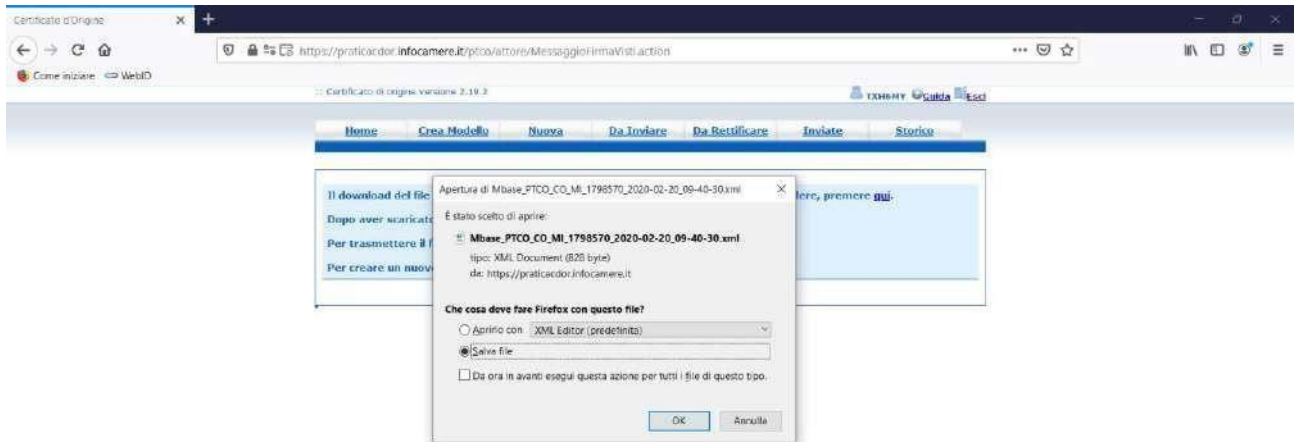 Certificato d'Origine
https://praticacdor.infocamere.it/ptco/attore/MessaggioFirmaVisti.action
Come iniziare WebID
:: Certificato di origine versione 2.19.2
TXH6MY Guida Esci
Home Crea Modello Nuova Da Inviare Da Rettificare Inviate Storico
Il download del file
ere, premere qui.
Dopo aver scaricato
Per trasmettere il f
Per creare un nuov
Apertura di Mbase_PTCO_CO_MI_1798570_2020-02-20_09-40-30.xml
È stato scelto di aprire:
Mbase_PTCO_CO_MI_1798570_2020-02-20_09-40-30.xml
tipo: XML Document (828 byte)
da: https://praticacdor.infocamere.it
Che cosa deve fare Firefox con questo file?
Aprirlo con XML Editor (predefinita)
Salva file
Da ora in avanti esegui questa azione per tutti i file di questo tipo.
OK Annulla